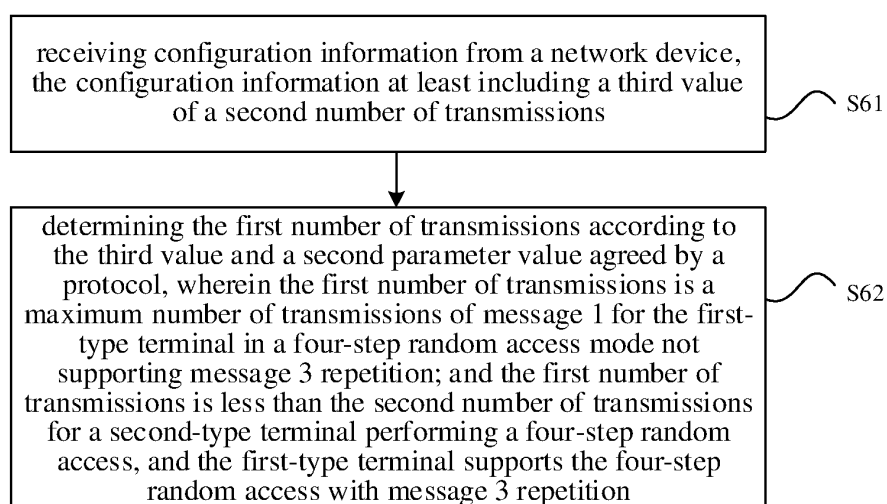 receiving configuration information from a network device,
the configuration information at least including a third value
of a second number of transmissions
S61
determining the first number of transmissions according to
the third value and a second parameter value agreed by a
protocol, wherein the first number of transmissions is a
maximum number of transmissions of message 1 for the first-
type terminal in a four-step random access mode not
supporting message 3 repetition; and the first number of
transmissions is less than the second number of transmissions
for a second-type terminal performing a four-step random
access, and the first-type terminal supports the four-step
random access with message 3 repetition
S62